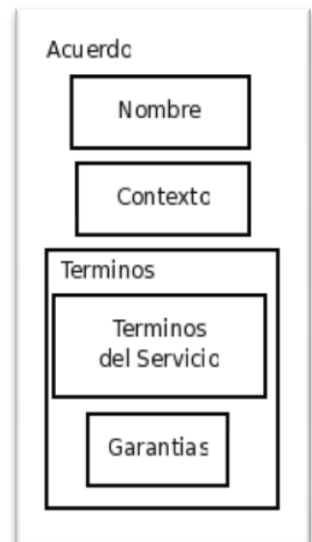 Acuerdo
Nombre
Contexto
Terminos
Terminos
del Servicio
Garantias